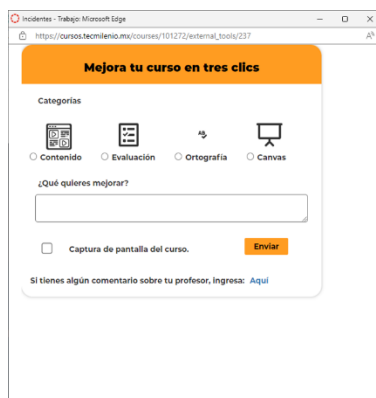 Incidentes - Trabajo: Microsoft Edge
https://cursos.tecmilenio.mx/courses/101272/external_tools/237
Mejora tu curso en tres clics
Categorías
Contenido Evaluación Ortografía Canvas
¿Qué quieres mejorar?
Captura de pantalla del curso. Enviar
Si tienes algún comentario sobre tu profesor, ingresa: Aquí